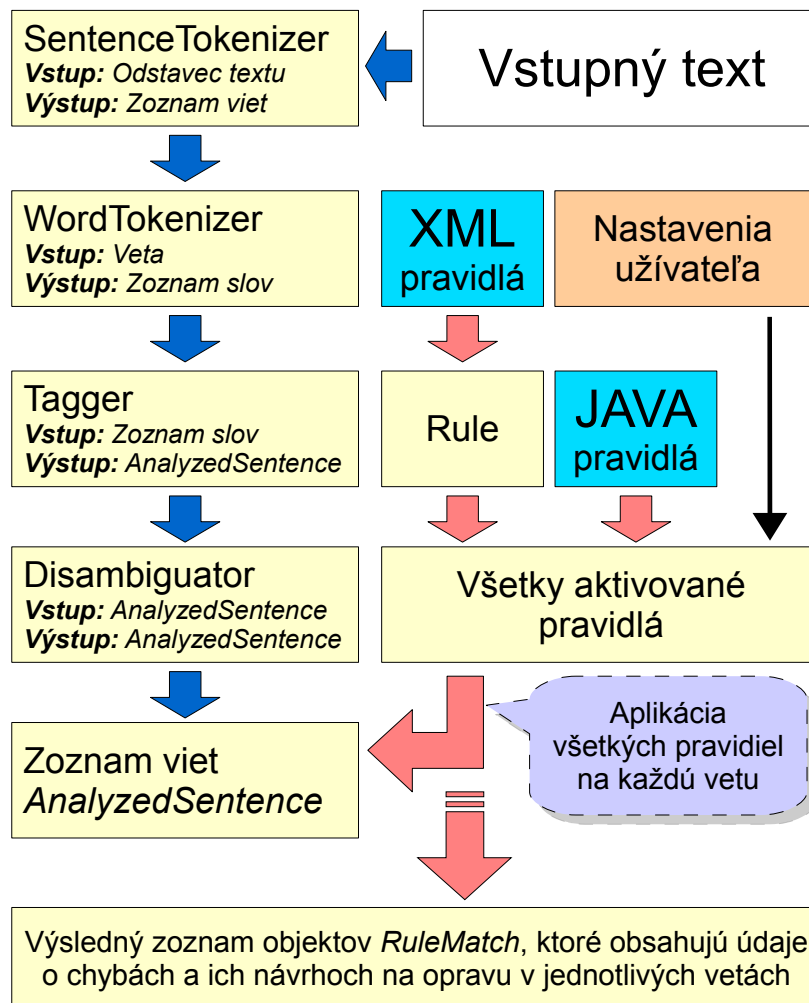 SentenceTokenizer
Vstup: Odstavec textu
Výstup: Zoznam viet
Vstupný text
WordTokenizer
Vstup: Veta
Výstup: Zoznam slov
XML
pravidlá
Nastavenia
užívateľa
Tagger
Vstup: Zoznam slov
Výstup: AnalyzedSentence
Rule
JAVA
pravidlá
Disambiguator
Vstup: AnalyzedSentence
Výstup: AnalyzedSentence
Všetky aktivované
pravidlá
Aplikácia
všetkých pravidiel
na každú vetu
Zoznam viet
AnalyzedSentence
Výsledný zoznam objektov RuleMatch, ktoré obsahujú údaje
o chybách a ich návrhoch na opravu v jednotlivých vetách